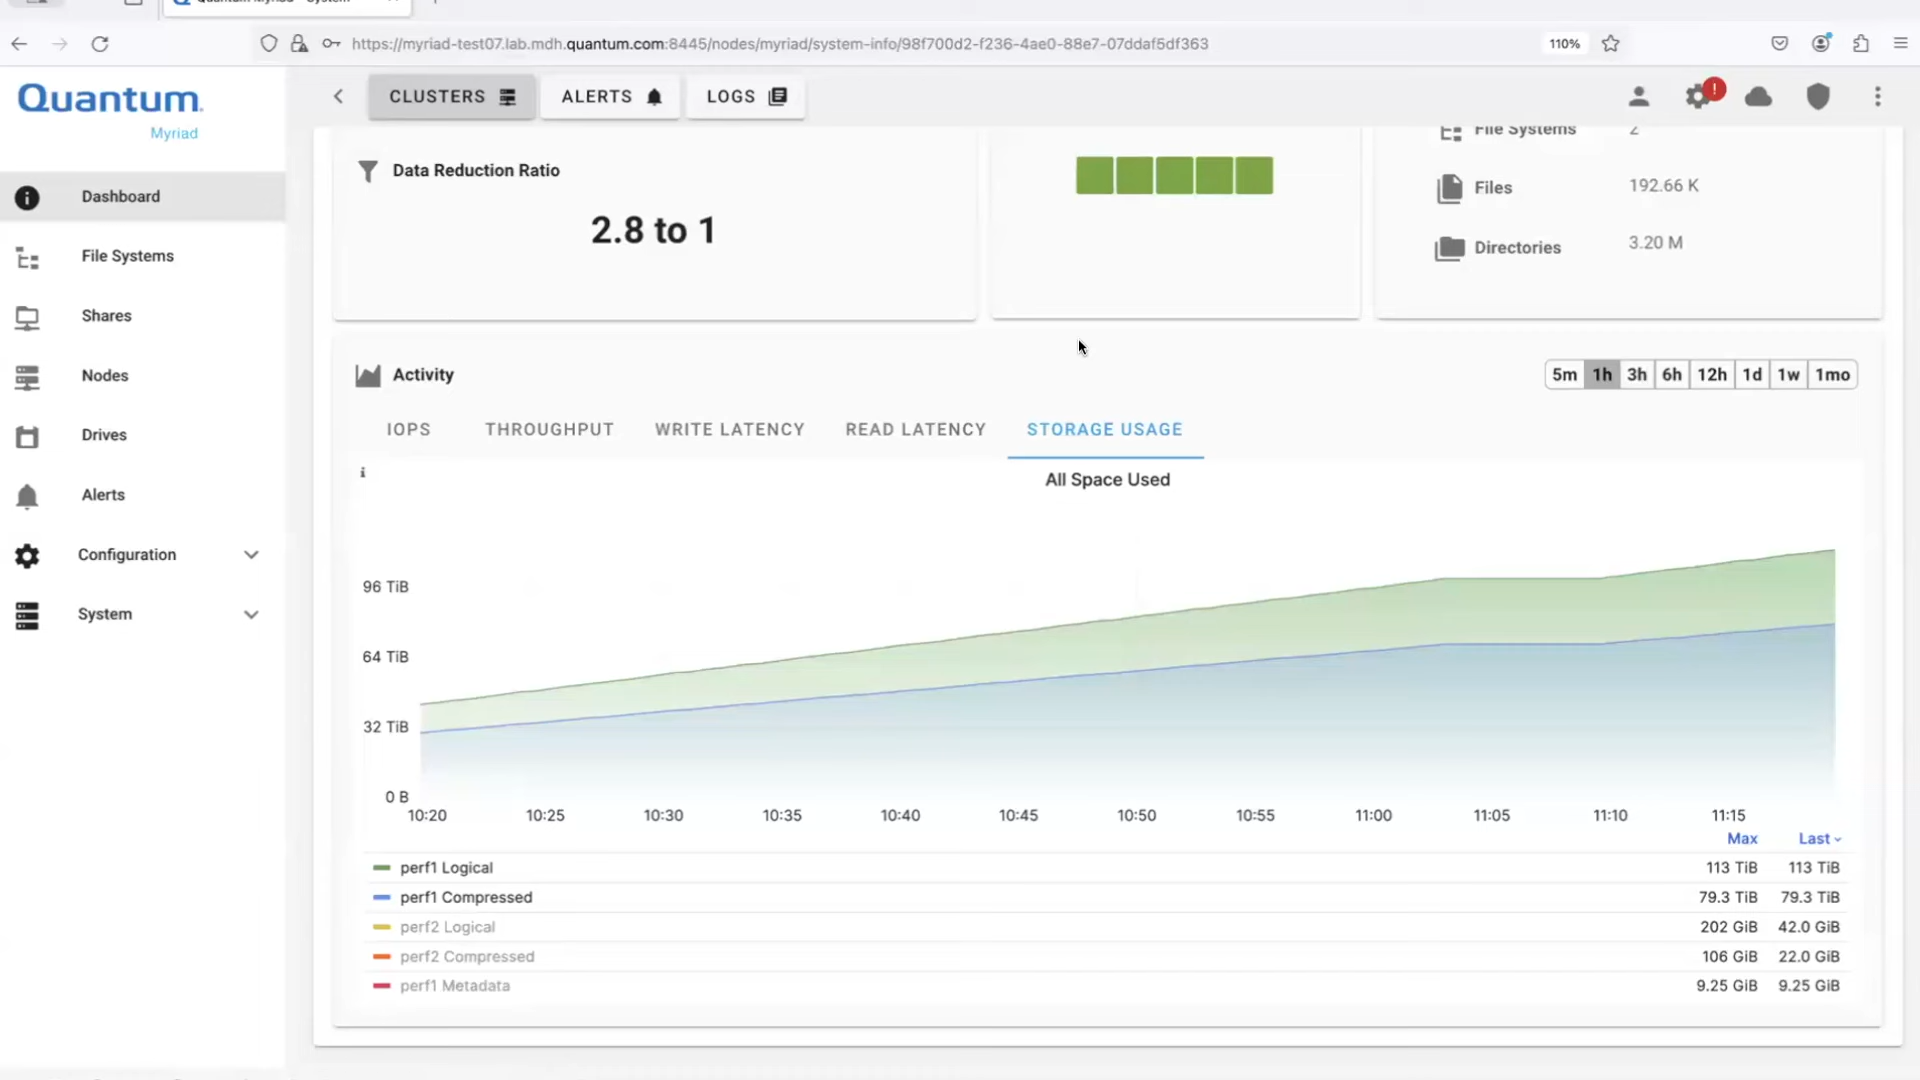 https://myriad-test07.lab.mdh.quantum.com:8445/nodes/myriad/system-info/98f700d2-f236-4ae0-88e7-07ddaf5df363
110%
Quantum
Myriad
CLUSTERS
ALERTS
LOGS
!
Dashboard
File Systems
Shares
Nodes
Drives
Alerts
Configuration
System
Data Reduction Ratio
2.8 to 1
File Systems 2
Files 192.66 K
Directories 3.20 M
Activity
5m 1h 3h 6h 12h 1d 1w 1mo
IOPS THROUGHPUT WRITE LATENCY READ LATENCY STORAGE USAGE
i
All Space Used
96 TiB
64 TiB
32 TiB
0 B
10:20 10:25 10:30 10:35 10:40 10:45 10:50 10:55 11:00 11:05 11:10 11:15
Max Last
perf1 Logical 113 TiB 113 TiB
perf1 Compressed 79.3 TiB 79.3 TiB
perf2 Logical 202 GiB 42.0 GiB
perf2 Compressed 106 GiB 22.0 GiB
perf1 Metadata 9.25 GiB 9.25 GiB